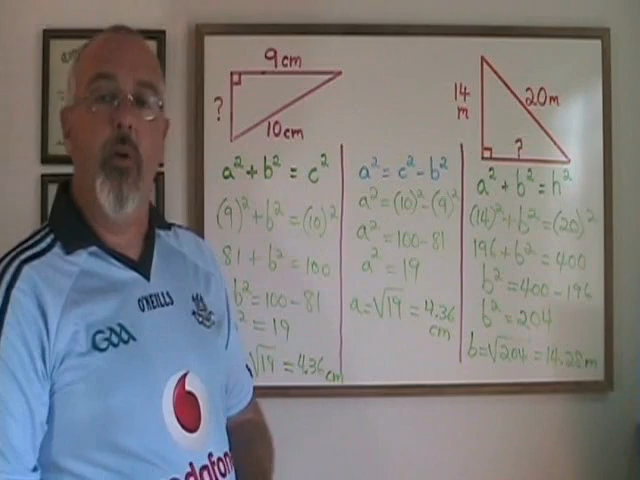 9cm
?
10cm
a² + b² = c²
(9)² + b² = (10)²
81 + b² = 100
b² = 100 - 81
² = 19
√19 = 4.36 cm
a² = c² - b²
a² = (10)² - (9)²
a² = 100 - 81
a² = 19
a = √19 = 4.36
cm
14
m
20m
?
a² + b² = h²
(14)² + b² = (20)²
196 + b² = 400
b² = 400 - 196
b² = 204
b = √204 = 14.28m
O'NEILLS
GAA
vodafone